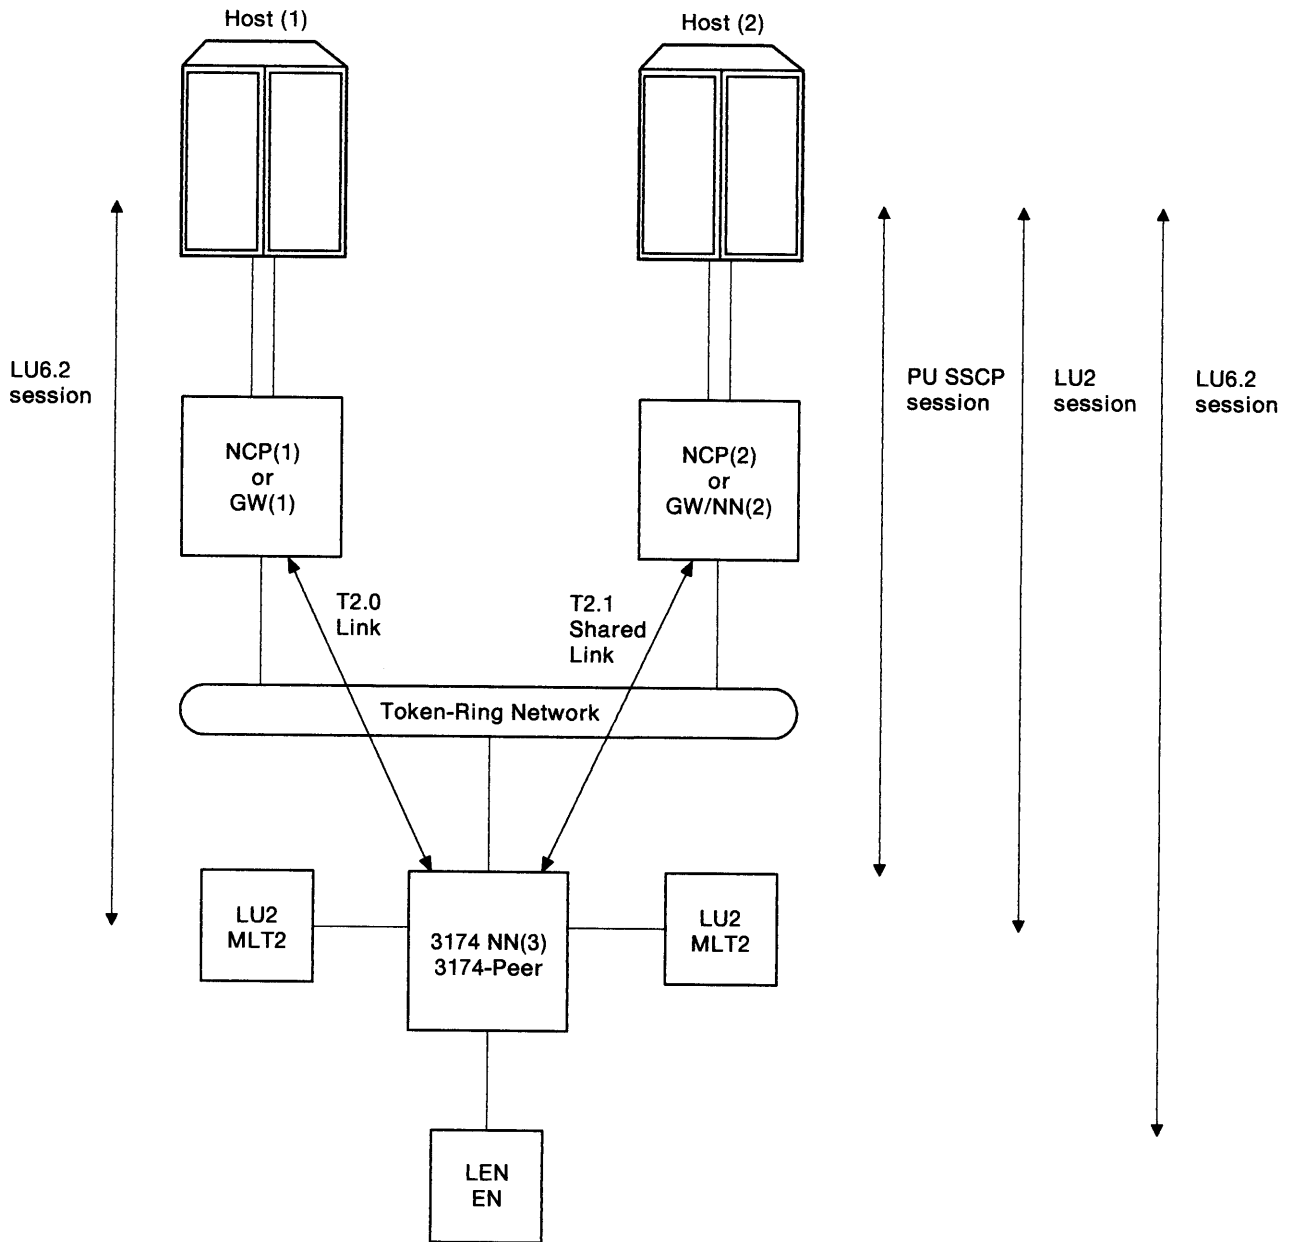 Host (1)
Host (2)
LU6.2
session
PU SSCP
session
LU2
session
LU6.2
session
NCP(1)
or
GW(1)
NCP(2)
or
GW/NN(2)
T2.0
Link
T2.1
Shared
Link
Token-Ring Network
LU2
MLT2
3174 NN(3)
3174-Peer
LU2
MLT2
LEN
EN